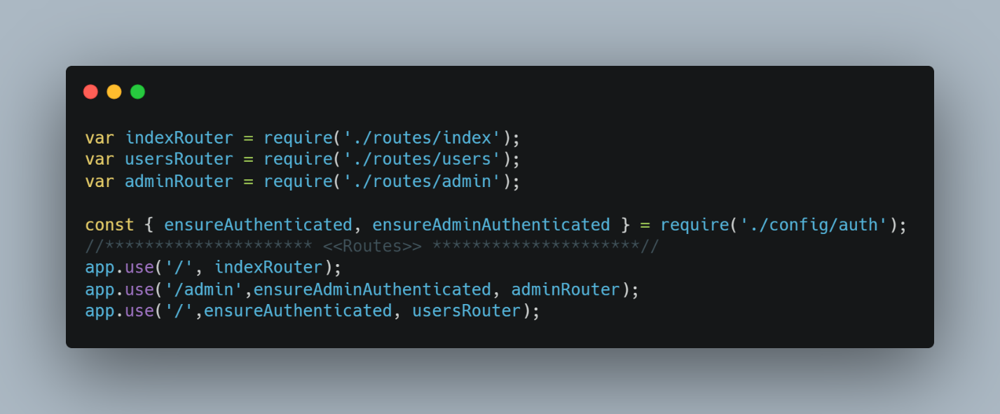 var indexRouter = require('./routes/index');
var usersRouter = require('./routes/users');
var adminRouter = require('./routes/admin');
const { ensureAuthenticated, ensureAdminAuthenticated } = require('./config/auth');
//********************* <<Routes>> *********************//
app.use('/', indexRouter);
app.use('/admin',ensureAdminAuthenticated, adminRouter);
app.use('/',ensureAuthenticated, usersRouter);